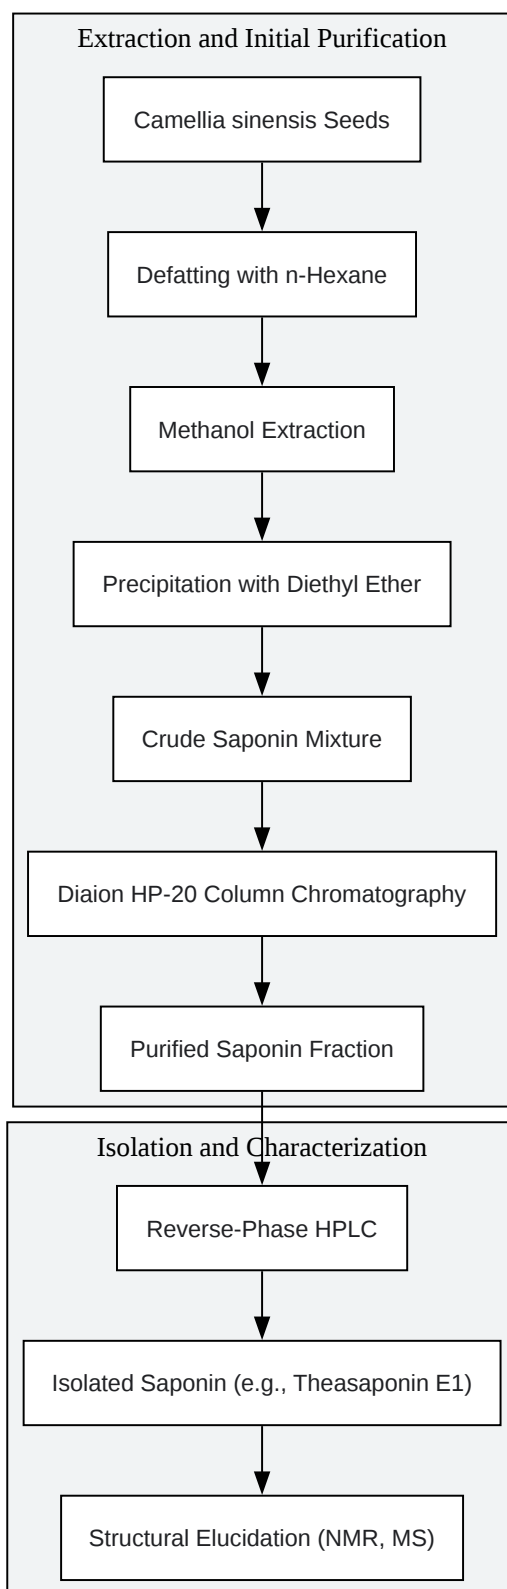 Extraction and Initial Purification
Camellia sinensis Seeds
Defatting with n-Hexane
Methanol Extraction
Precipitation with Diethyl Ether
Crude Saponin Mixture
Diaion HP-20 Column Chromatography
Purified Saponin Fraction
Isolation and Characterization
Reverse-Phase HPLC
Isolated Saponin (e.g., Theasaponin E1)
Structural Elucidation (NMR, MS)